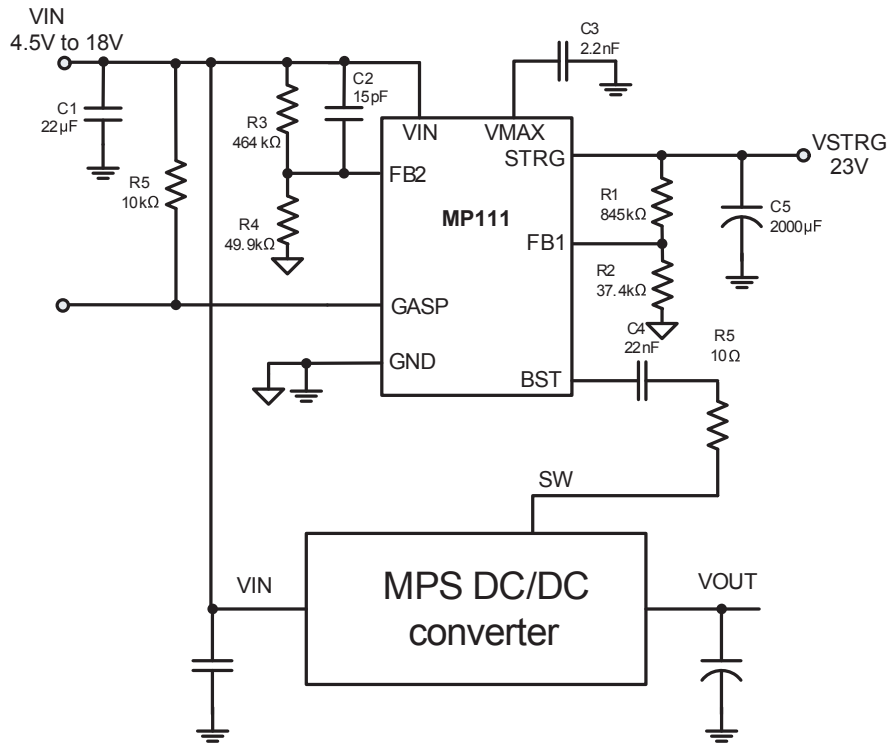 VIN
4.5V to 18V
C1
22µF
R5
10kΩ
R3
464 kΩ
C2
15pF
R4
49.9kΩ
C3
2.2nF
VIN
VMAX
STRG
FB2
MP111
FB1
GASP
GND
BST
VSTRG
23V
R1
845kΩ
C5
2000µF
R2
37.4kΩ
C4
22nF
R5
10Ω
SW
VIN
MPS DC/DC
converter
VOUT